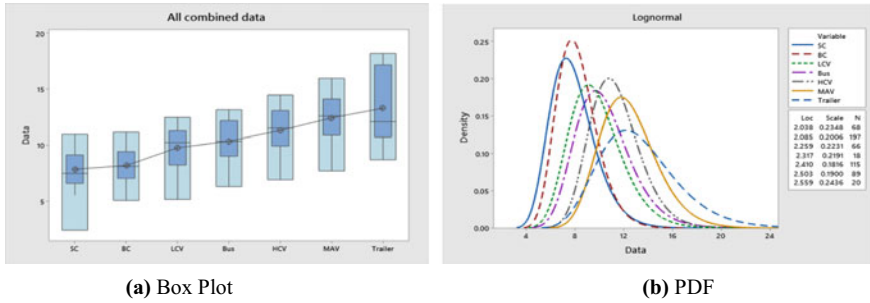 All combined data
20
15
10
5
Data
SC BC LCV Bus HCV MAV Trailer
(a) Box Plot
Lognormal
0.25
0.20
0.15
0.10
0.05
0.00
Density
4 8 12 16 20 24
Data
Variable
SC
BC
LCV
Bus
HCV
MAV
Trailer
Loc Scale N
2.038 0.2348 68
2.085 0.2006 197
2.259 0.2231 66
2.317 0.2191 18
2.410 0.1816 115
2.503 0.1900 89
2.559 0.2436 20
(b) PDF